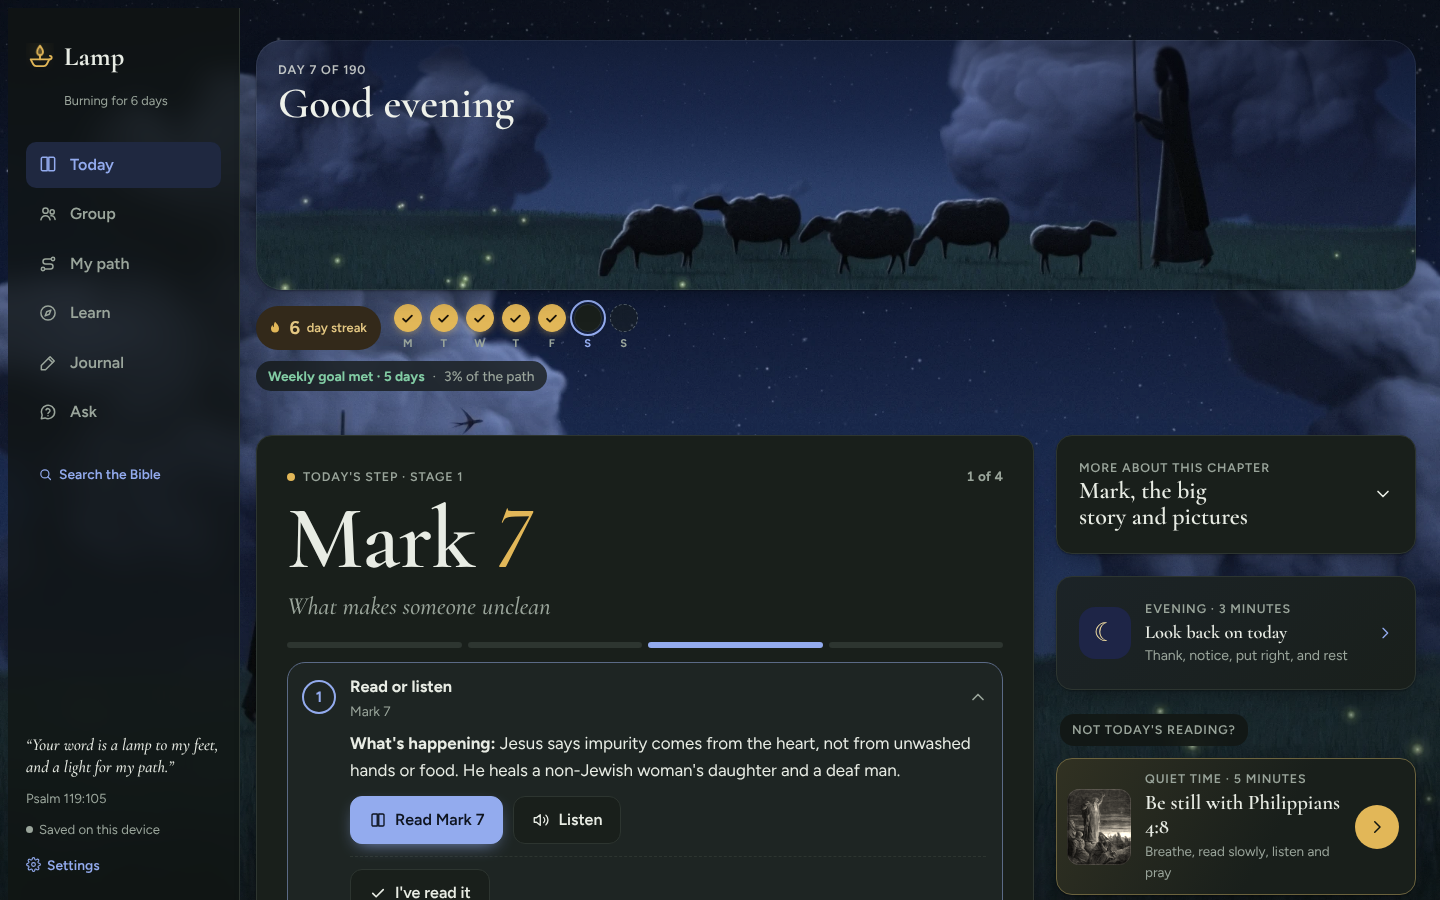 Lamp
Burning for 6 days
Today
Group
My path
Learn
Journal
Ask
Search the Bible
“Your word is a lamp to my feet,
and a light for my path.”
Psalm 119:105
Saved on this device
Settings
DAY 7 OF 190
Good evening
6 day streak
M T W T F S S
Weekly goal met · 5 days · 3% of the path
TODAY'S STEP · STAGE 1
1 of 4
Mark 7
What makes someone unclean
1
Read or listen
Mark 7
What's happening: Jesus says impurity comes from the heart, not from unwashed
hands or food. He heals a non-Jewish woman's daughter and a deaf man.
Read Mark 7
Listen
I've read it
MORE ABOUT THIS CHAPTER
Mark, the big
story and pictures
EVENING · 3 MINUTES
Look back on today
Thank, notice, put right, and rest
NOT TODAY'S READING?
QUIET TIME · 5 MINUTES
Be still with Philippians
4:8
Breathe, read slowly, listen and
pray